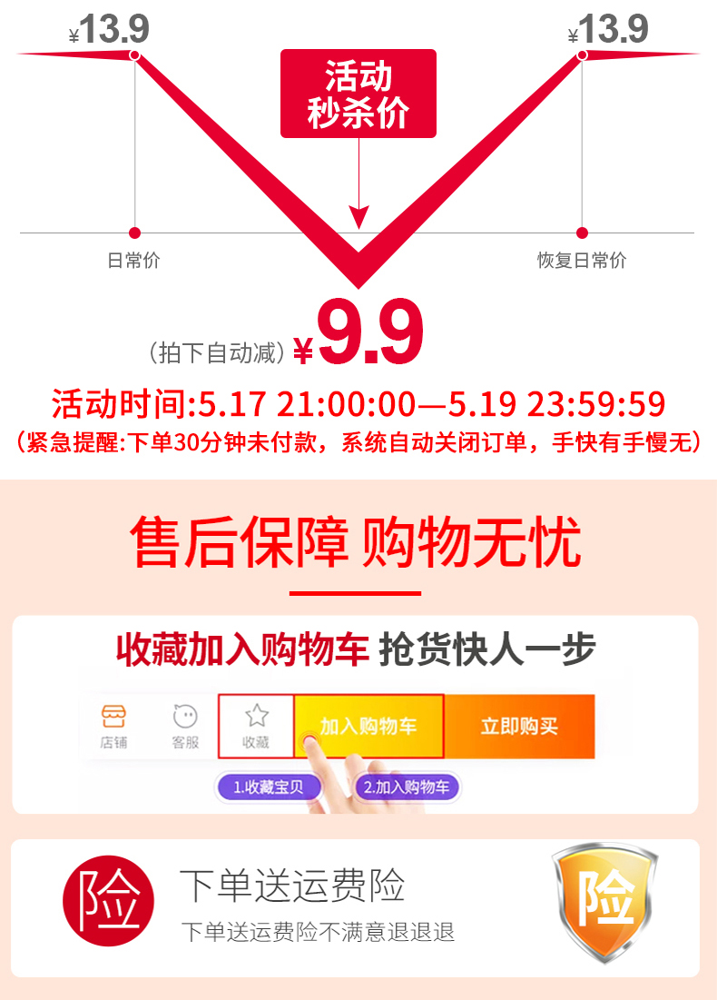 ¥13.9
¥13.9
活动
秒杀价
日常价
恢复日常价
（拍下自动减）¥9.9
活动时间:5.17 21:00:00—5.19 23:59:59
（紧急提醒:下单30分钟未付款，系统自动关闭订单，手快有手慢无）
售后保障 购物无忧
收藏加入购物车 抢货快人一步
店铺
客服
收藏
加入购物车
立即购买
1.收藏宝贝
2.加入购物车
险
下单送运费险
下单送运费险不满意退退退
险